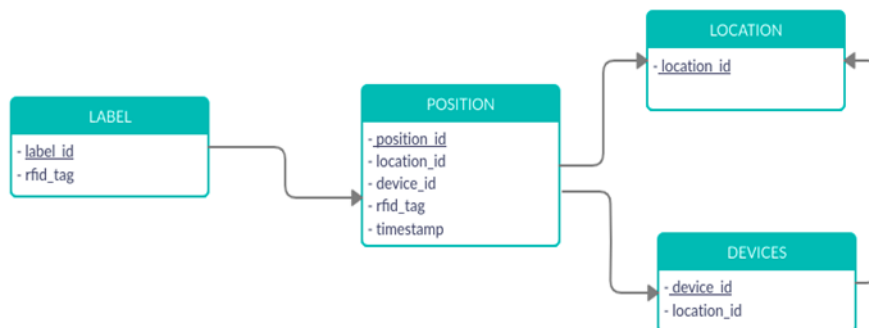 LOCATION
- location_id
LABEL
- label_id
- rfid_tag
POSITION
- position_id
- location_id
- device_id
- rfid_tag
- timestamp
DEVICES
- device_id
- location_id